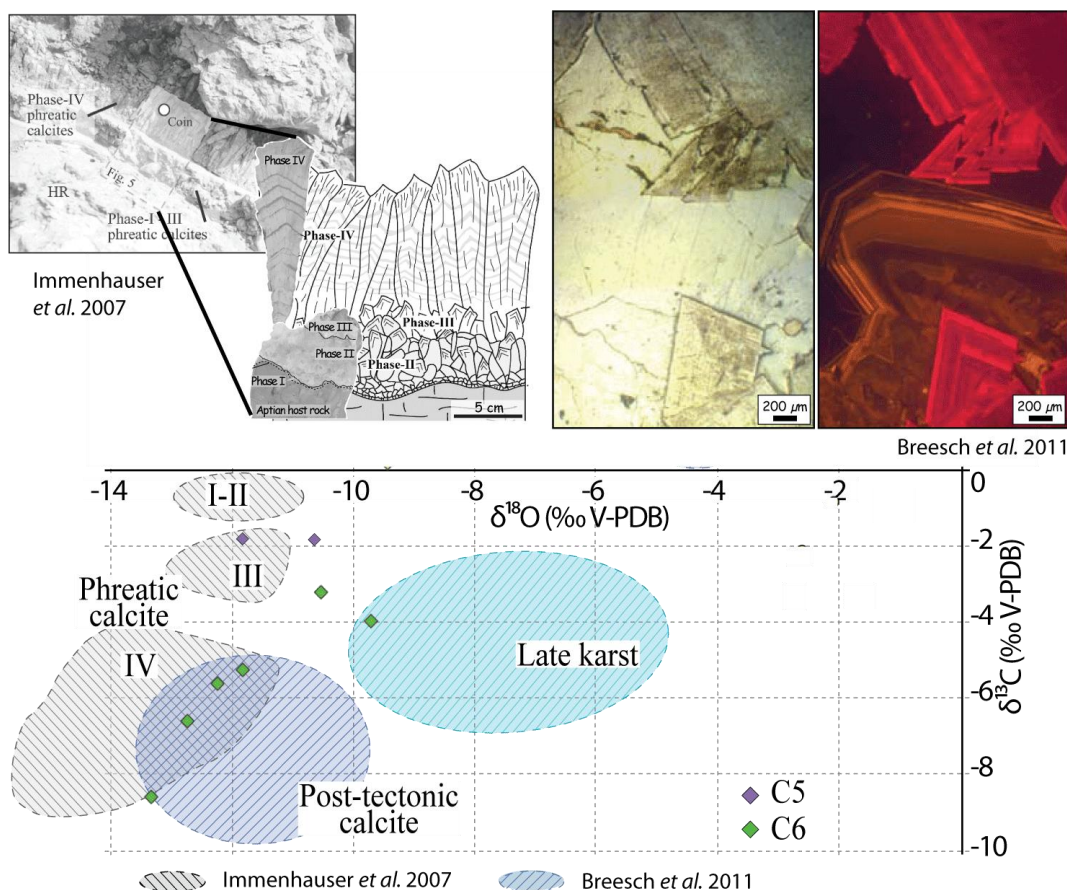 Phase-IV
phreatic
calcites
Coin
HR
Fig. 5
Phase-I - III
phreatic calcites
Immenhauser
et al. 2007
Phase IV
Phase III
Phase II
Phase I
Aptian host rock
Phase-IV
Phase-III
Phase-II
5 cm
200 µm
200 µm
Breesch et al. 2011
-14 -10 -8 -6 -4 -2 0
δ18O (‰ V-PDB)
I-II
III
Phreatic
calcite
IV
Late karst
Post-tectonic
calcite
-2
-4
-6
-8
-10
δ13C (‰ V-PDB)
C5
C6
Immenhauser et al. 2007
Breesch et al. 2011